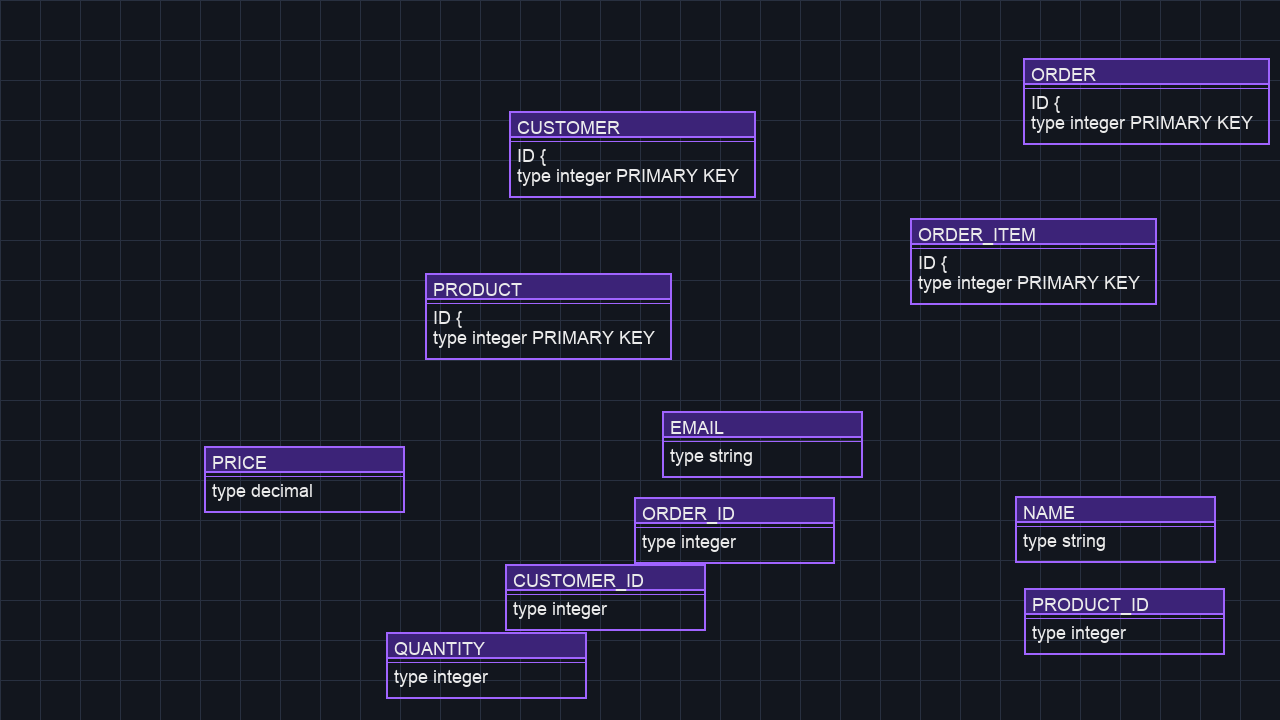 ORDER
ID {
type integer PRIMARY KEY
CUSTOMER
ID {
type integer PRIMARY KEY
ORDER_ITEM
ID {
type integer PRIMARY KEY
PRODUCT
ID {
type integer PRIMARY KEY
EMAIL
type string
PRICE
type decimal
ORDER_ID
type integer
NAME
type string
CUSTOMER_ID
type integer
PRODUCT_ID
type integer
QUANTITY
type integer